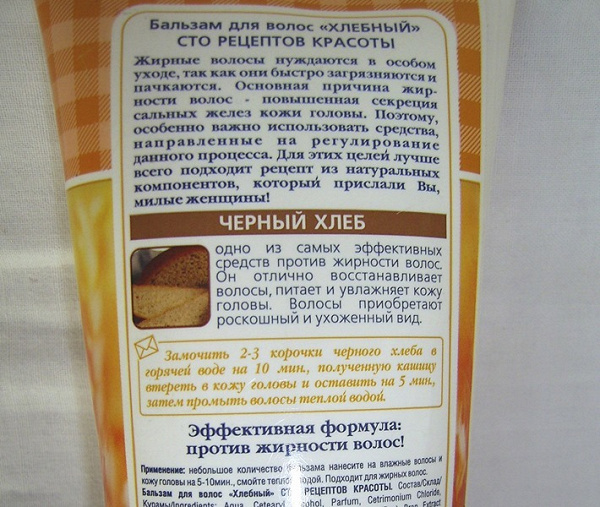 Бальзам для волос «ХЛЕБНЫЙ»
СТО РЕЦЕПТОВ КРАСОТЫ
Жирные волосы нуждаются в особом
уходе, так как они быстро загрязняются и
пачкаются. Основная причина жир-
ности волос - повышенная секреция
сальных желез кожи головы. Поэтому,
особенно важно использовать средства,
направленные на регулирование
данного процесса. Для этих целей лучше
всего подходит рецепт из натуральных
компонентов, который прислали Вы,
милые женщины!
ЧЕРНЫЙ ХЛЕБ
одно из самых эффективных
средств против жирности волос.
Он отлично восстанавливает
волосы, питает и увлажняет кожу
головы. Волосы приобретают
роскошный и ухоженный вид.
Замочить 2-3 корочки черного хлеба в
горячей воде на 10 мин., полученную кашицу
втереть в кожу головы и оставить на 5 мин.,
затем промыть волосы теплой водой.
Эффективная формула:
против жирности волос!
Применение: небольшое количество бальзама нанесите на влажные волосы и
кожу головы на 5-10мин., смойте теплой водой. Подходит для жирных волос.
Бальзам для волос «Хлебный» СТО РЕЦЕПТОВ КРАСОТЫ. Состав/Склад/
Курамы/Ingredients: Aqua, Cetearyl Alcohol, Parfum, Cetrimonium Chloride,